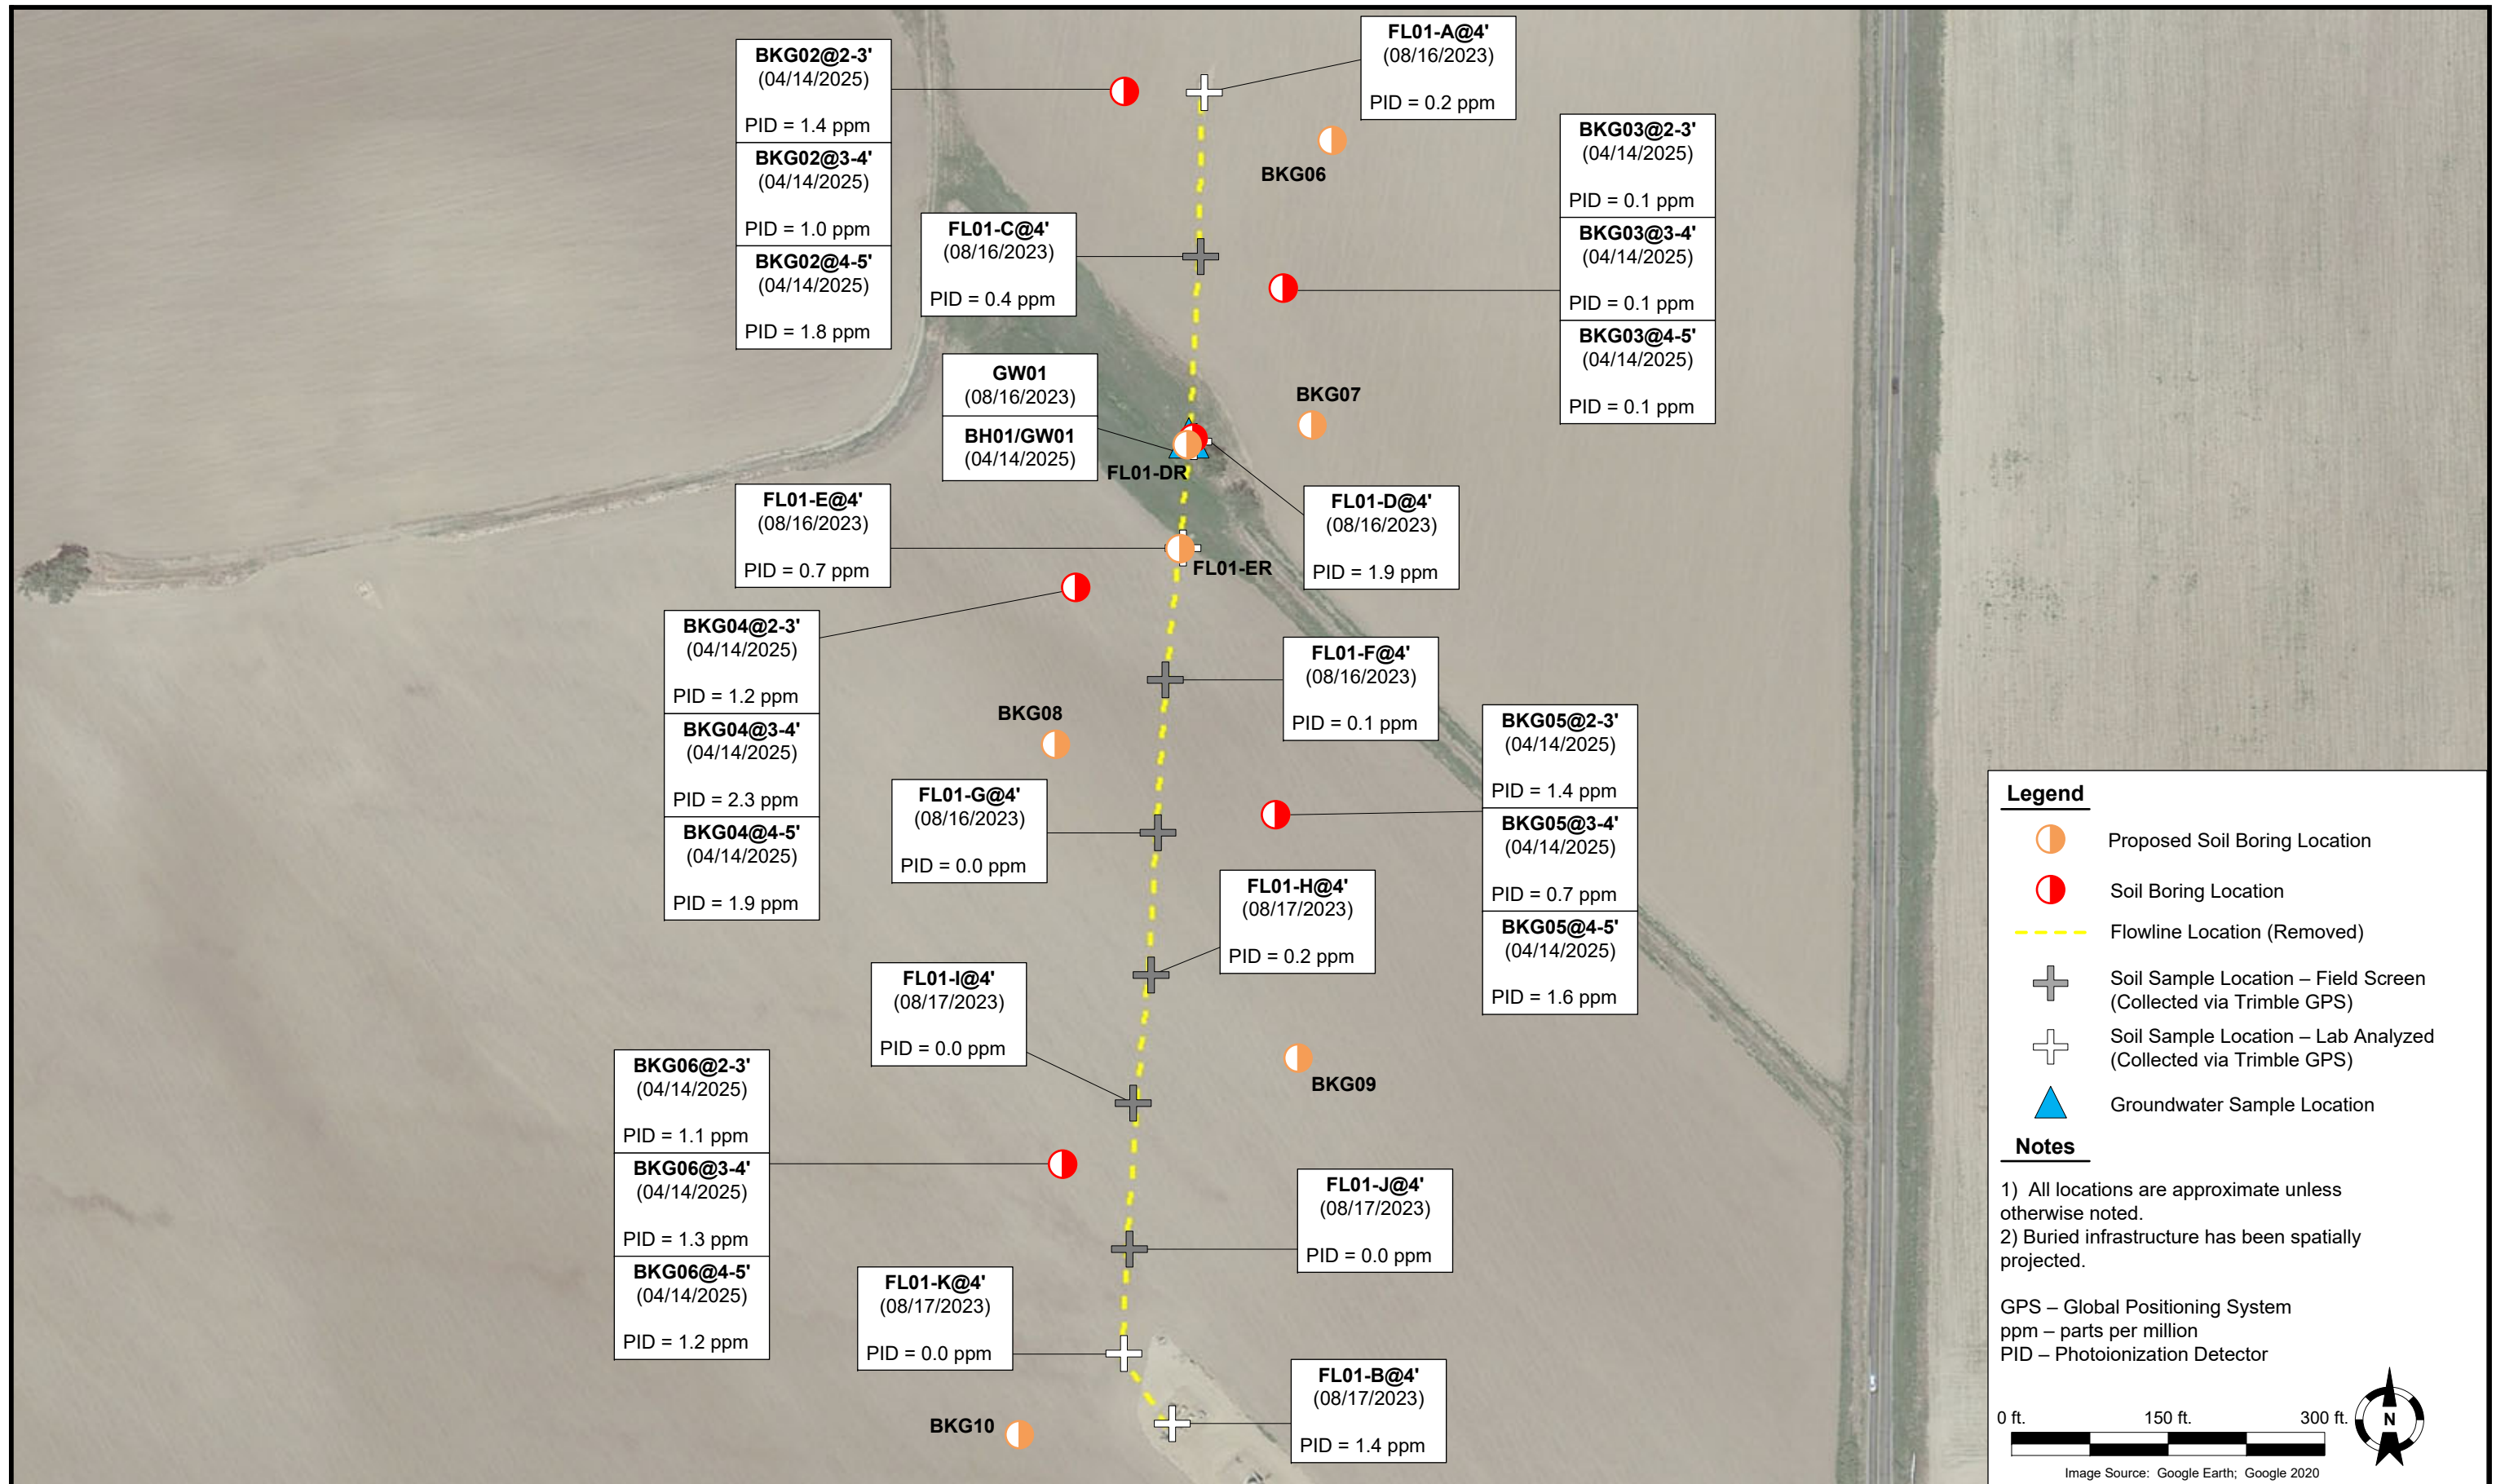 BKG02@2-3'
(04/14/2025)
PID = 1.4 ppm
BKG02@3-4'
(04/14/2025)
PID = 1.0 ppm
BKG02@4-5'
(04/14/2025)
PID = 1.8 ppm
FL01-A@4'
(08/16/2023)
PID = 0.2 ppm
BKG06
BKG03@2-3'
(04/14/2025)
PID = 0.1 ppm
BKG03@3-4'
(04/14/2025)
PID = 0.1 ppm
BKG03@4-5'
(04/14/2025)
PID = 0.1 ppm
FL01-C@4'
(08/16/2023)
PID = 0.4 ppm
GW01
(08/16/2023)
BH01/GW01
(04/14/2025)
BKG07
FL01-DR
FL01-E@4'
(08/16/2023)
PID = 0.7 ppm
FL01-D@4'
(08/16/2023)
PID = 1.9 ppm
FL01-ER
BKG04@2-3'
(04/14/2025)
PID = 1.2 ppm
BKG04@3-4'
(04/14/2025)
PID = 2.3 ppm
BKG04@4-5'
(04/14/2025)
PID = 1.9 ppm
FL01-F@4'
(08/16/2023)
PID = 0.1 ppm
BKG08
BKG05@2-3'
(04/14/2025)
PID = 1.4 ppm
BKG05@3-4'
(04/14/2025)
PID = 0.7 ppm
BKG05@4-5'
(04/14/2025)
PID = 1.6 ppm
FL01-G@4'
(08/16/2023)
PID = 0.0 ppm
FL01-H@4'
(08/17/2023)
PID = 0.2 ppm
FL01-I@4'
(08/17/2023)
PID = 0.0 ppm
BKG09
BKG06@2-3'
(04/14/2025)
PID = 1.1 ppm
BKG06@3-4'
(04/14/2025)
PID = 1.3 ppm
BKG06@4-5'
(04/14/2025)
PID = 1.2 ppm
FL01-J@4'
(08/17/2023)
PID = 0.0 ppm
FL01-K@4'
(08/17/2023)
PID = 0.0 ppm
FL01-B@4'
(08/17/2023)
PID = 1.4 ppm
BKG10
Legend
Proposed Soil Boring Location
Soil Boring Location
Flowline Location (Removed)
Soil Sample Location – Field Screen
(Collected via Trimble GPS)
Soil Sample Location – Lab Analyzed
(Collected via Trimble GPS)
Groundwater Sample Location
Notes
1) All locations are approximate unless
otherwise noted.
2) Buried infrastructure has been spatially
projected.
GPS – Global Positioning System
ppm – parts per million
PID – Photoionization Detector
0 ft. 150 ft. 300 ft.
N
Image Source: Google Earth; Google 2020